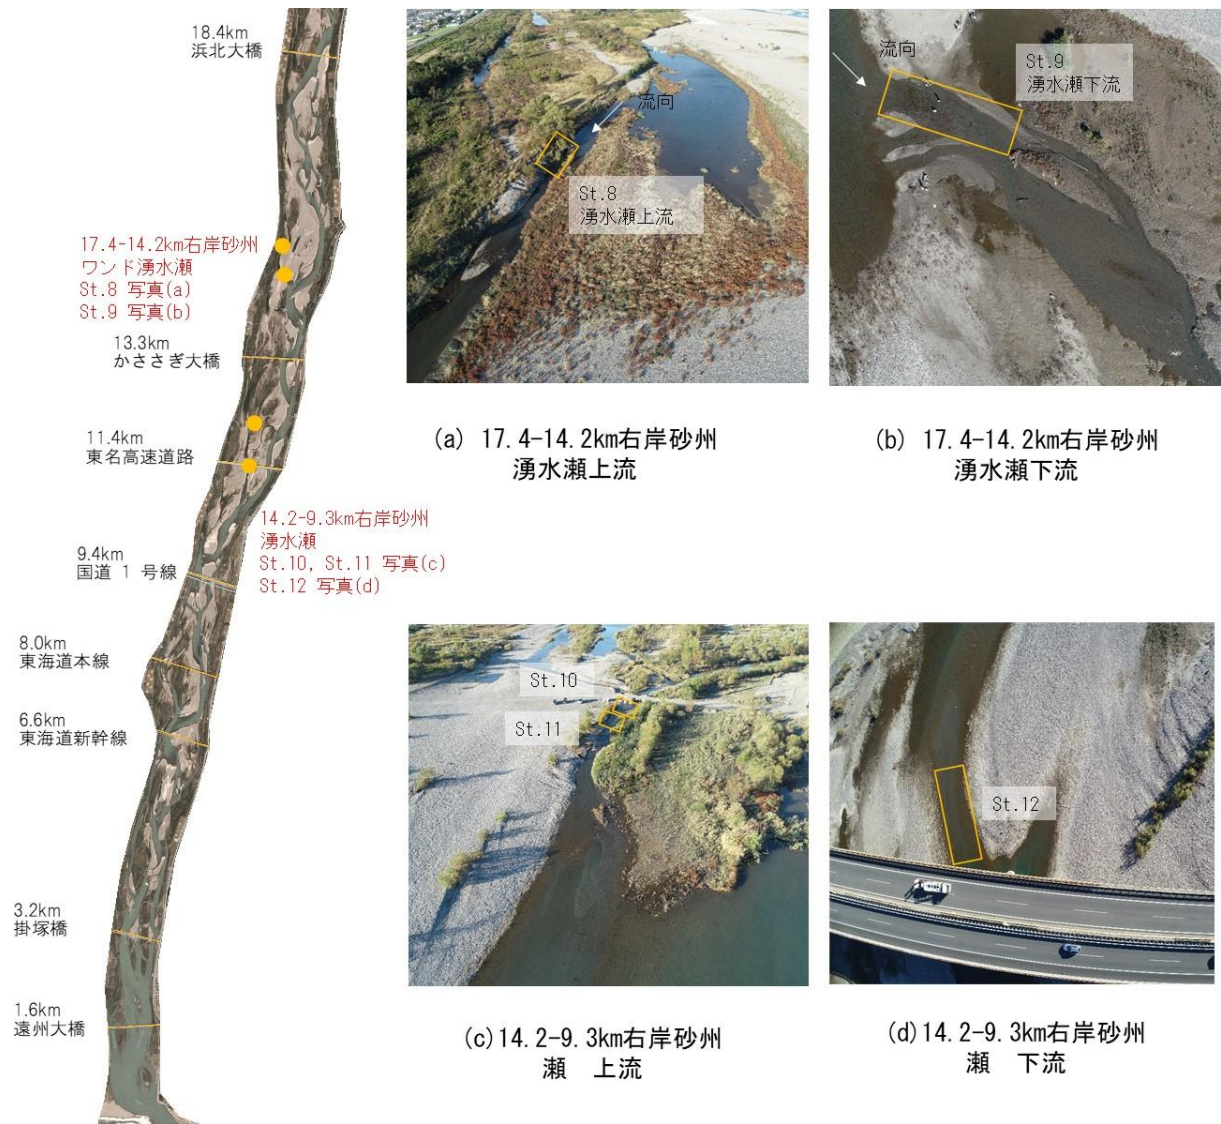 18.4km
浜北大橋
17.4-14.2km右岸砂州
ワンド湧水瀬
St.8 写真(a)
St.9 写真(b)
13.3km
かささぎ大橋
11.4km
東名高速道路
14.2-9.3km右岸砂州
湧水瀬
St.10, St.11 写真(c)
St.12 写真(d)
9.4km
国道 1 号線
8.0km
東海道本線
6.6km
東海道新幹線
3.2km
掛塚橋
1.6km
遠州大橋
流向
St.8
湧水瀬上流
(a) 17.4-14.2km右岸砂州
湧水瀬上流
流向
St.9
湧水瀬下流
(b) 17.4-14.2km右岸砂州
湧水瀬下流
St.10
St.11
(c)14.2-9.3km右岸砂州
瀬 上流
St.12
(d)14.2-9.3km右岸砂州
瀬 下流